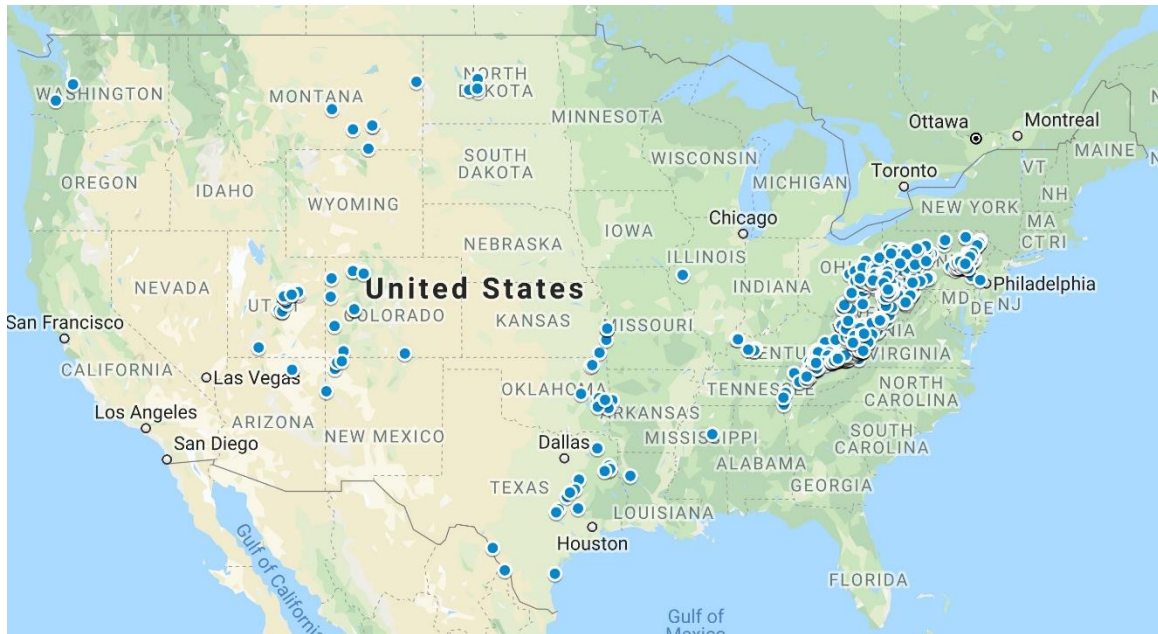 WASHINGTON
MONTANA
NORTH
DAKOTA
MINNESOTA
Ottawa
Montreal
MAINE
OREGON
IDAHO
SOUTH
DAKOTA
WISCONSIN
MICHIGAN
Toronto
VT
NH
WYOMING
NEW YORK
MA
CT RI
Chicago
IOWA
NEBRASKA
ILLINOIS
INDIANA
NEVADA
United States
COLORADO
KANSAS
MISSOURI
MD
DE
NJ
Philadelphia
San Francisco
CALIFORNIA
Las Vegas
VIRGINIA
OKLAHOMA
TENNESSEE
NORTH
CAROLINA
Los Angeles
ARIZONA
NEW MEXICO
ARKANSAS
San Diego
Dallas
MISSISSIPPI
SOUTH
CAROLINA
ALABAMA
TEXAS
GEORGIA
LOUISIANA
Houston
Gulf of California
FLORIDA
Gulf of
Mexico